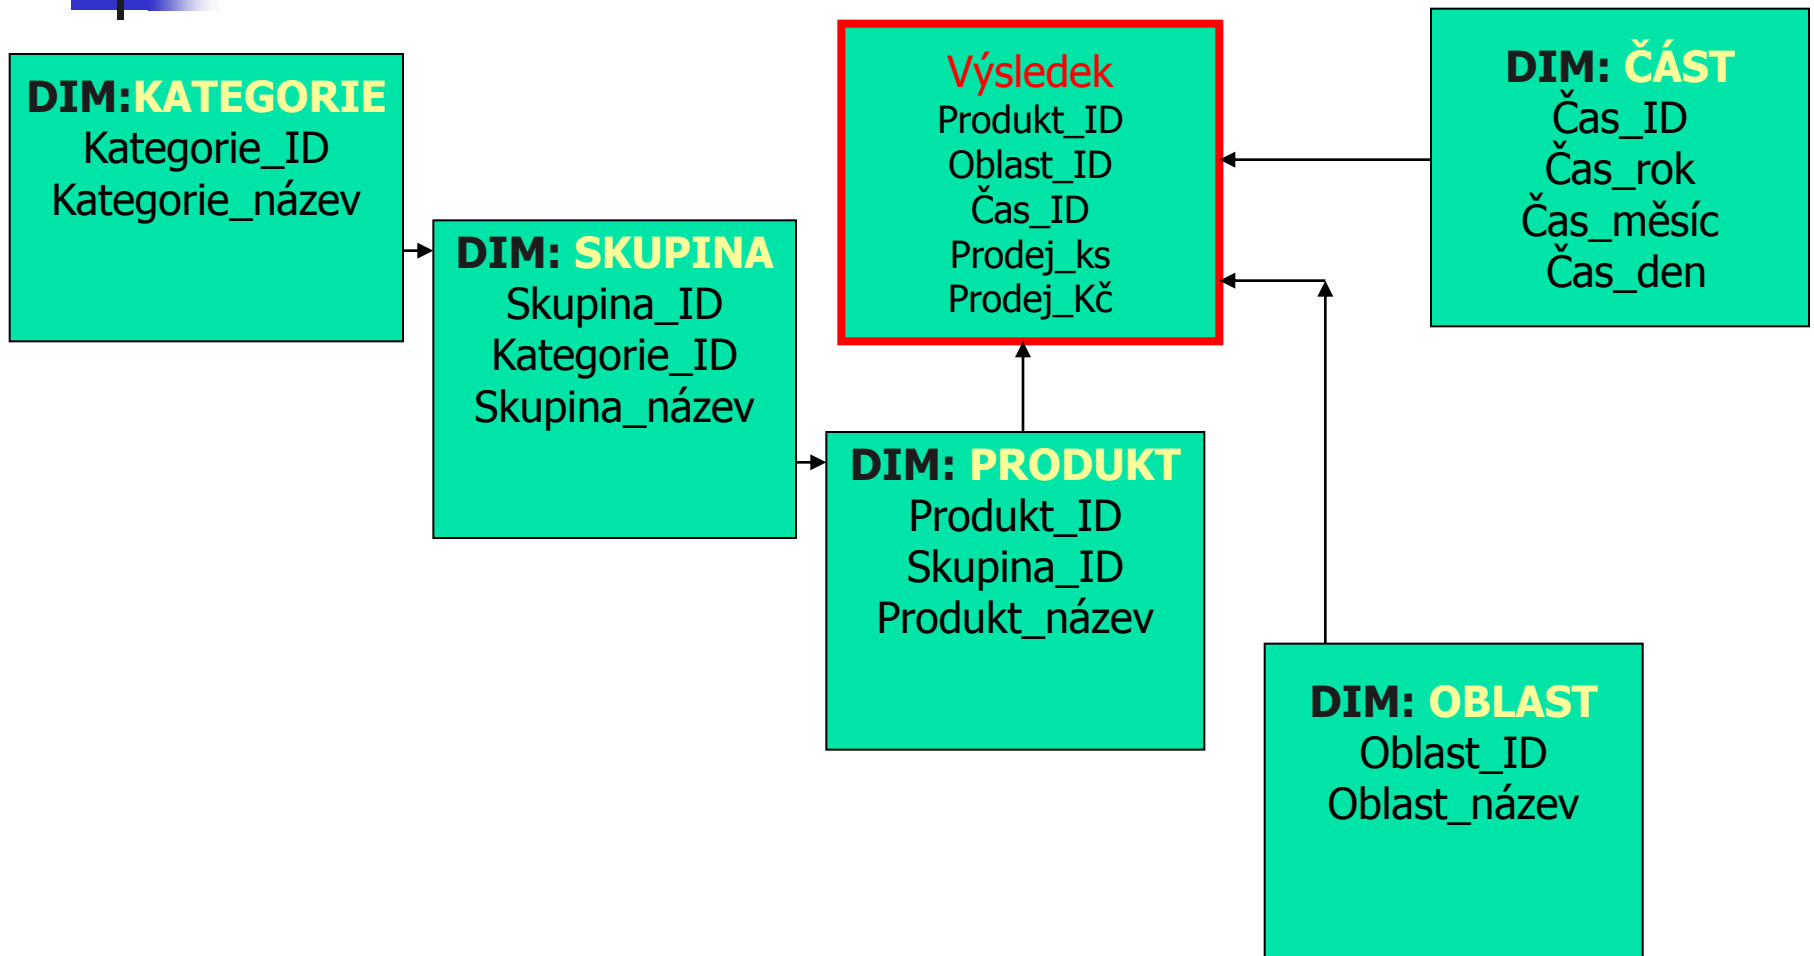 DIM:KATEGORIE
Kategorie_ID
Kategorie_název
DIM: SKUPINA
Skupina_ID
Kategorie_ID
Skupina_název
Výsledek
Produkt_ID
Oblast_ID
Čas_ID
Prodej_ks
Prodej_Kč
DIM: PRODUKT
Produkt_ID
Skupina_ID
Produkt_název
DIM: ČÁST
Čas_ID
Čas_rok
Čas_měsíc
Čas_den
DIM: OBLAST
Oblast_ID
Oblast_název